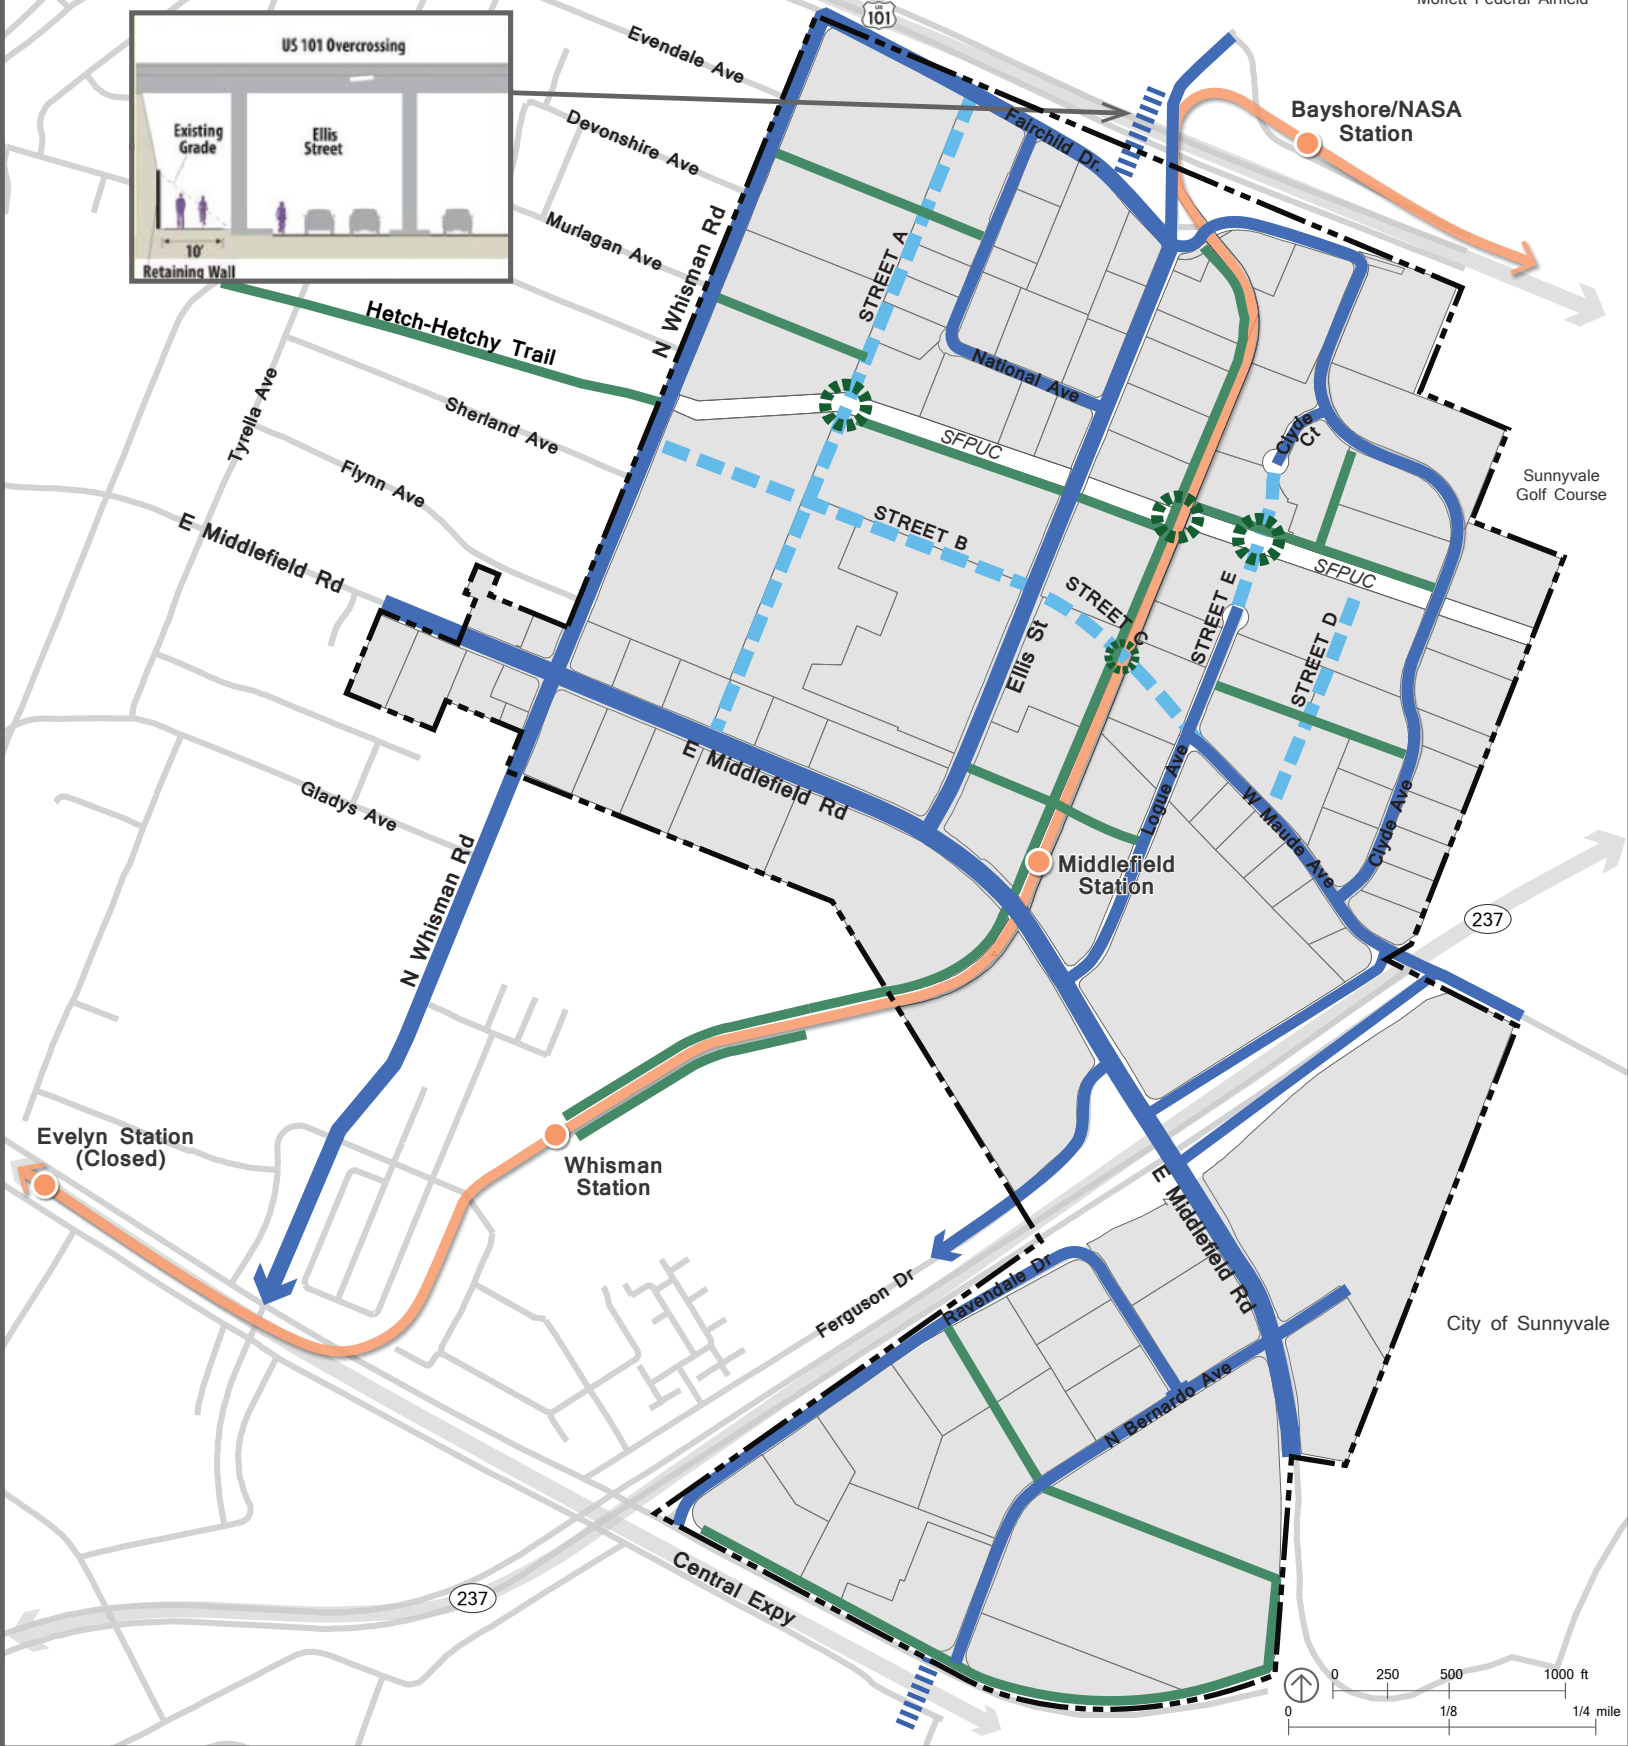 Moffett Federal Airfield
US
101
US 101 Overcrossing
Existing
Grade
Ellis
Street
10'
Retaining Wall
Evendale Ave
Devonshire Ave
Murlagan Ave
N Whisman Rd
Fairchild Dr.
Bayshore/NASA
Station
STREET A
Hetch-Hetchy Trail
National Ave
Tyrella Ave
Sherland Ave
Flynn Ave
E Middlefield Rd
SFPUC
Clyde
Ct
Sunnyvale
Golf Course
STREET B
STREET C
STREET E
SFPUC
STREET D
Ellis St
E Middlefield Rd
Gladys Ave
N Whisman Rd
Logue Ave
W Maude Ave
Clyde Ave
Middlefield
Station
237
Evelyn Station
(Closed)
Whisman
Station
E Middlefield Rd
Ferguson Dr
Ravendale Dr
N Bernardo Ave
City of Sunnyvale
237
Central Expy
0 250 500 1000 ft
0 1/8 1/4 mile